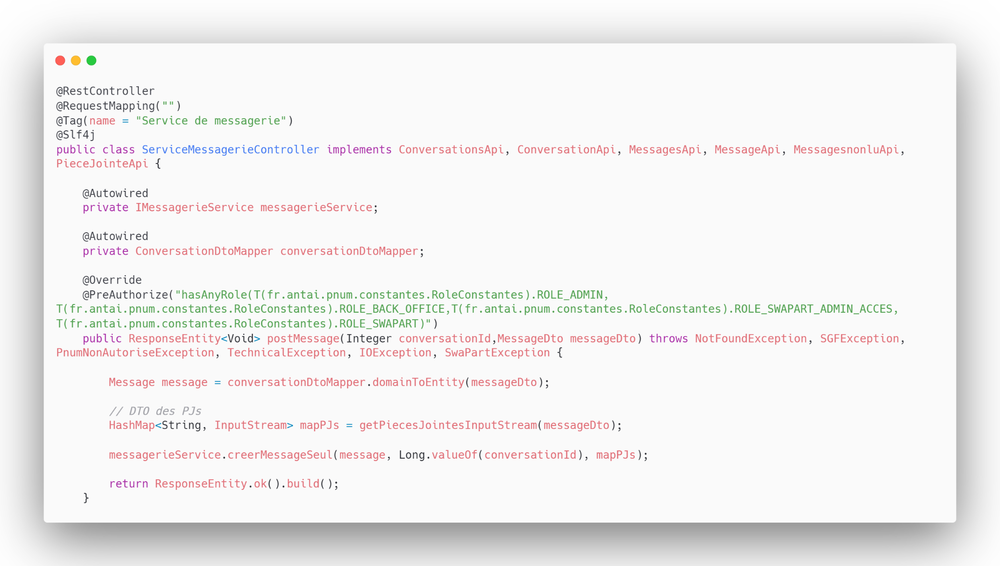 @RestController
@RequestMapping("")
@Tag(name = "Service de messagerie")
@Slf4j
public class ServiceMessagerieController implements ConversationsApi, ConversationApi, MessagesApi, MessageApi, MessagesnonluApi,
PieceJointeApi {
@Autowired
private IMessagerieService messagerieService;
@Autowired
private ConversationDtoMapper conversationDtoMapper;
@Override
@PreAuthorize("hasAnyRole(T(fr.antai.pnum.constantes.RoleConstantes).ROLE_ADMIN,
T(fr.antai.pnum.constantes.RoleConstantes).ROLE_BACK_OFFICE,T(fr.antai.pnum.constantes.RoleConstantes).ROLE_SWAPART_ADMIN_ACCES,
T(fr.antai.pnum.constantes.RoleConstantes).ROLE_SWAPART)")
public ResponseEntity<Void> postMessage(Integer conversationId,MessageDto messageDto) throws NotFoundException, SGFException,
PnumNonAutoriseException, TechnicalException, IOException, SwaPartException {
Message message = conversationDtoMapper.domainToEntity(messageDto);
// DTO des PJs
HashMap<String, InputStream> mapPJs = getPiecesJointesInputStream(messageDto);
messagerieService.creerMessageSeul(message, Long.valueOf(conversationId), mapPJs);
return ResponseEntity.ok().build();
}